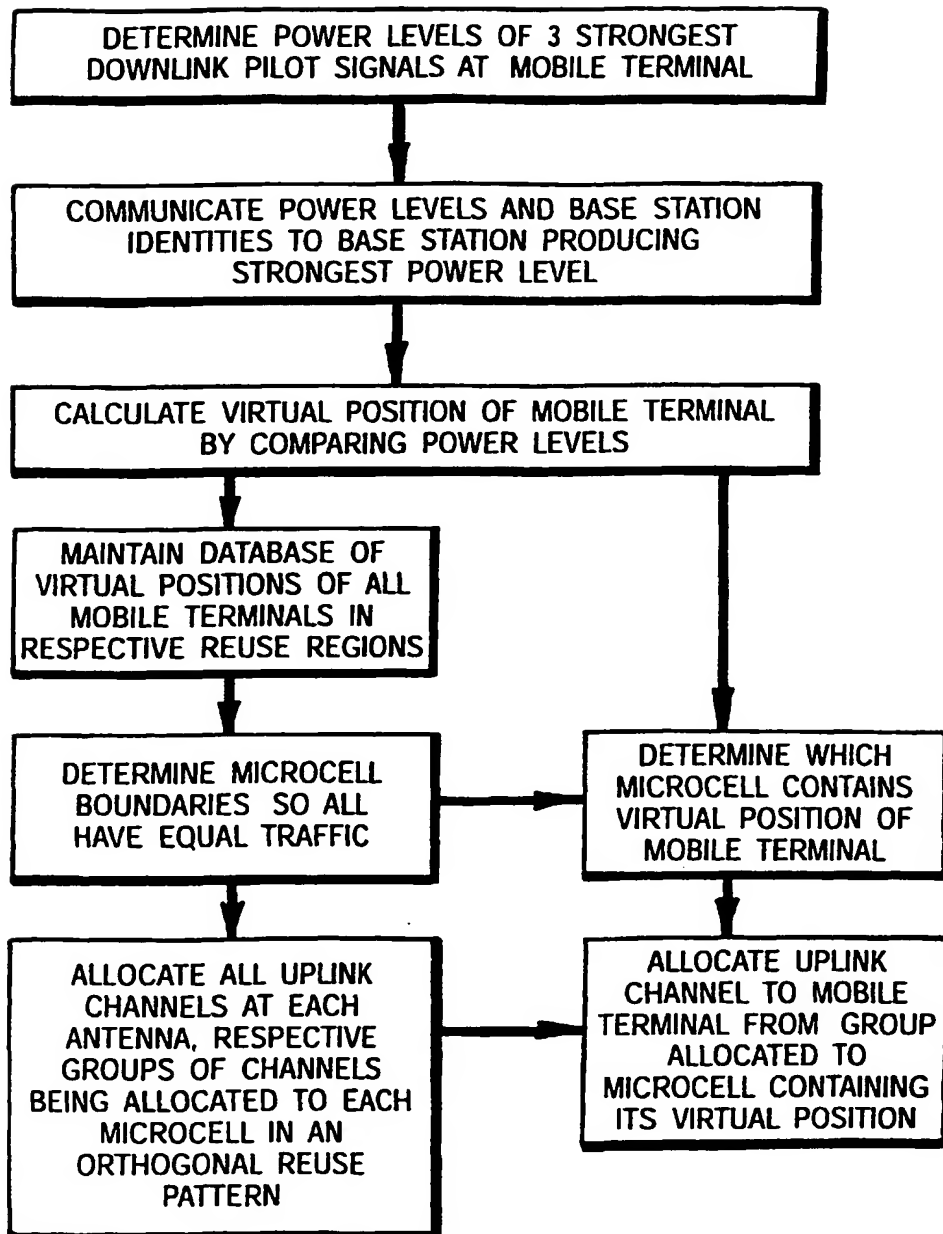 DETERMINE POWER LEVELS OF 3 STRONGEST
DOWNLINK PILOT SIGNALS AT MOBILE TERMINAL
COMMUNICATE POWER LEVELS AND BASE STATION
IDENTITIES TO BASE STATION PRODUCING
STRONGEST POWER LEVEL
CALCULATE VIRTUAL POSITION OF MOBILE TERMINAL
BY COMPARING POWER LEVELS
MAINTAIN DATABASE OF
VIRTUAL POSITIONS OF ALL
MOBILE TERMINALS IN
RESPECTIVE REUSE REGIONS
DETERMINE MICROCELL
BOUNDARIES SO ALL
HAVE EQUAL TRAFFIC
DETERMINE WHICH
MICROCELL CONTAINS
VIRTUAL POSITION OF
MOBILE TERMINAL
ALLOCATE ALL UPLINK
CHANNELS AT EACH
ANTENNA, RESPECTIVE
GROUPS OF CHANNELS
BEING ALLOCATED TO EACH
MICROCELL IN AN
ORTHOGONAL REUSE
PATTERN
ALLOCATE UPLINK
CHANNEL TO MOBILE
TERMINAL FROM GROUP
ALLOCATED TO
MICROCELL CONTAINING
ITS VIRTUAL POSITION